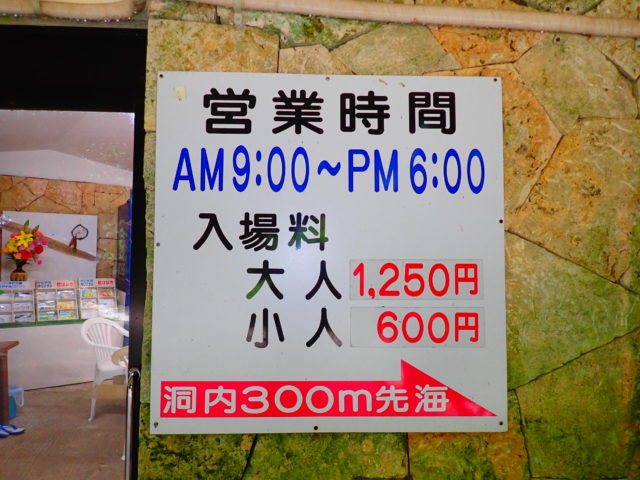 営業時間
AM9:00~PM6:00
入場料
大人 1,250円
小人 600円
洞内300m先海